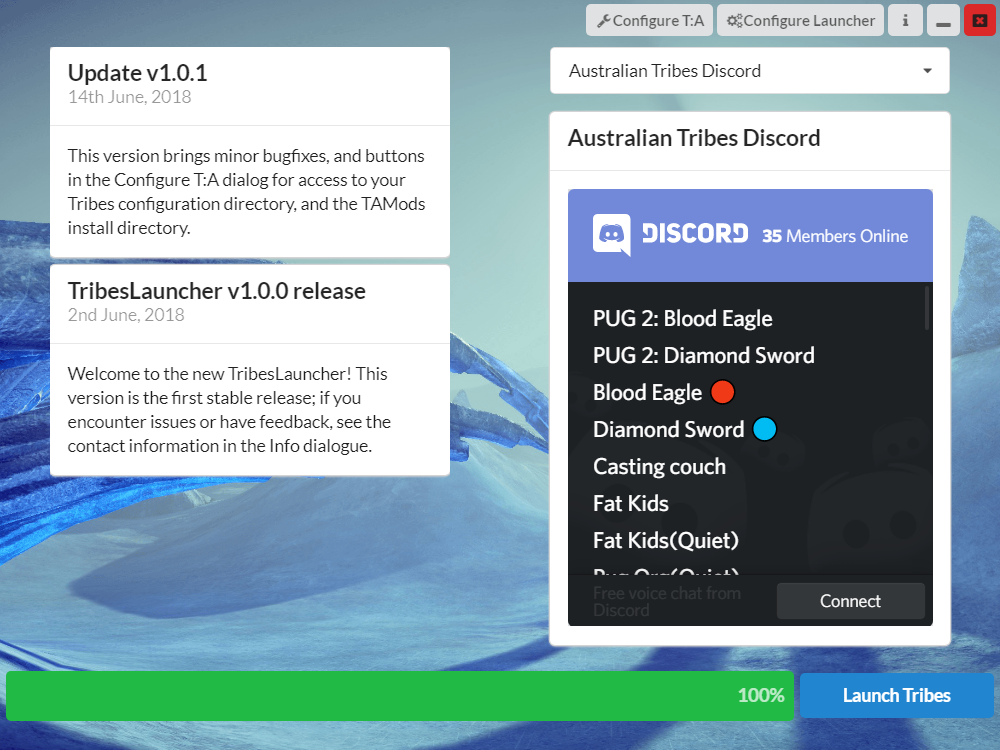 Configure T:A
Configure Launcher
i
Update v1.0.1
14th June, 2018
This version brings minor bugfixes, and buttons
in the Configure T:A dialog for access to your
Tribes configuration directory, and the TAMods
install directory.
TribesLauncher v1.0.0 release
2nd June, 2018
Welcome to the new TribesLauncher! This
version is the first stable release; if you
encounter issues or have feedback, see the
contact information in the Info dialogue.
Australian Tribes Discord
Australian Tribes Discord
DISCORD 35 Members Online
PUG 2: Blood Eagle
PUG 2: Diamond Sword
Blood Eagle
Diamond Sword
Casting couch
Fat Kids
Fat Kids(Quiet)
Pug Org(Quiet)
Free voice chat from
Discord
Connect
100%
Launch Tribes